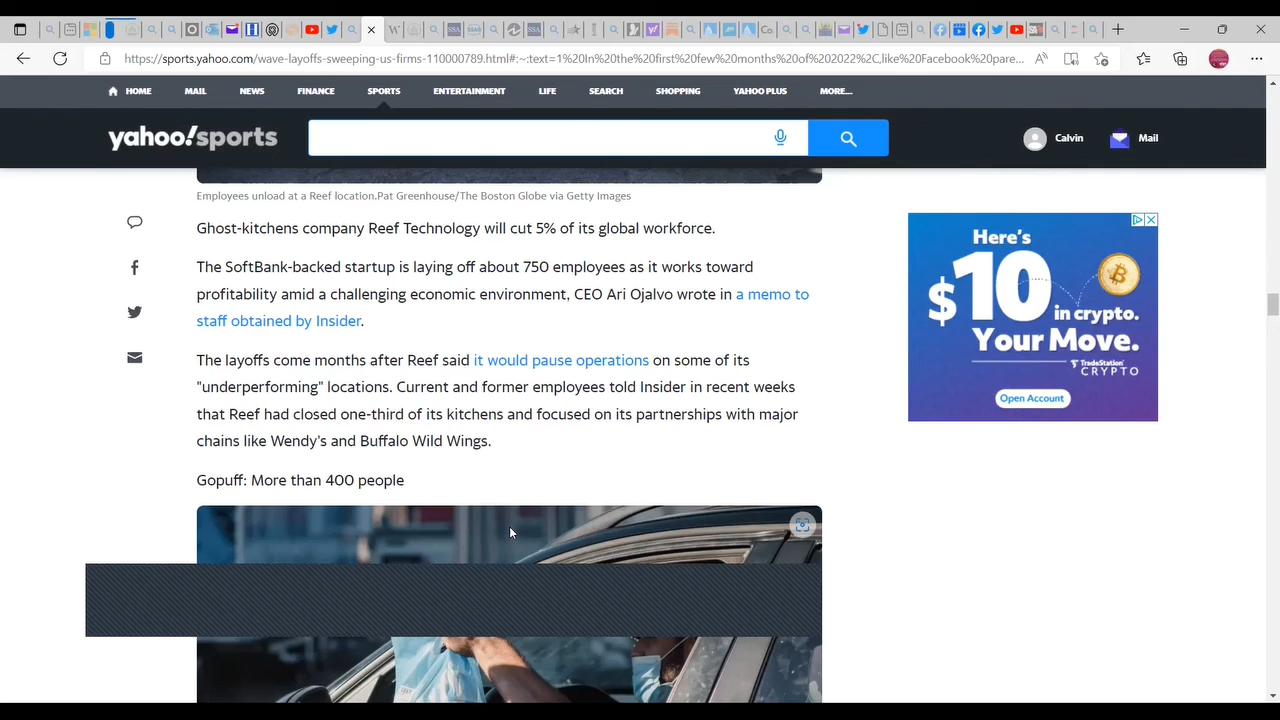 https://sports.yahoo.com/wave-layoffs-sweeping-us-firms-110000789.html#:~:text=1%20In%20the%20first%20few%20months%20of%202022%2C,like%20Facebook%20pare...
HOME MAIL NEWS FINANCE SPORTS ENTERTAINMENT LIFE SEARCH SHOPPING YAHOO PLUS MORE...
yahoo!sports
Calvin Mail
Employees unload at a Reef location.Pat Greenhouse/The Boston Globe via Getty Images
Ghost-kitchens company Reef Technology will cut 5% of its global workforce.
The SoftBank-backed startup is laying off about 750 employees as it works toward
profitability amid a challenging economic environment, CEO Ari Ojalvo wrote in a memo to
staff obtained by Insider.
The layoffs come months after Reef said it would pause operations on some of its
"underperforming" locations. Current and former employees told Insider in recent weeks
that Reef had closed one-third of its kitchens and focused on its partnerships with major
chains like Wendy's and Buffalo Wild Wings.
Gopuff: More than 400 people
Here's
$10
in crypto.
Your Move.
TradeStation
CRYPTO
Open Account